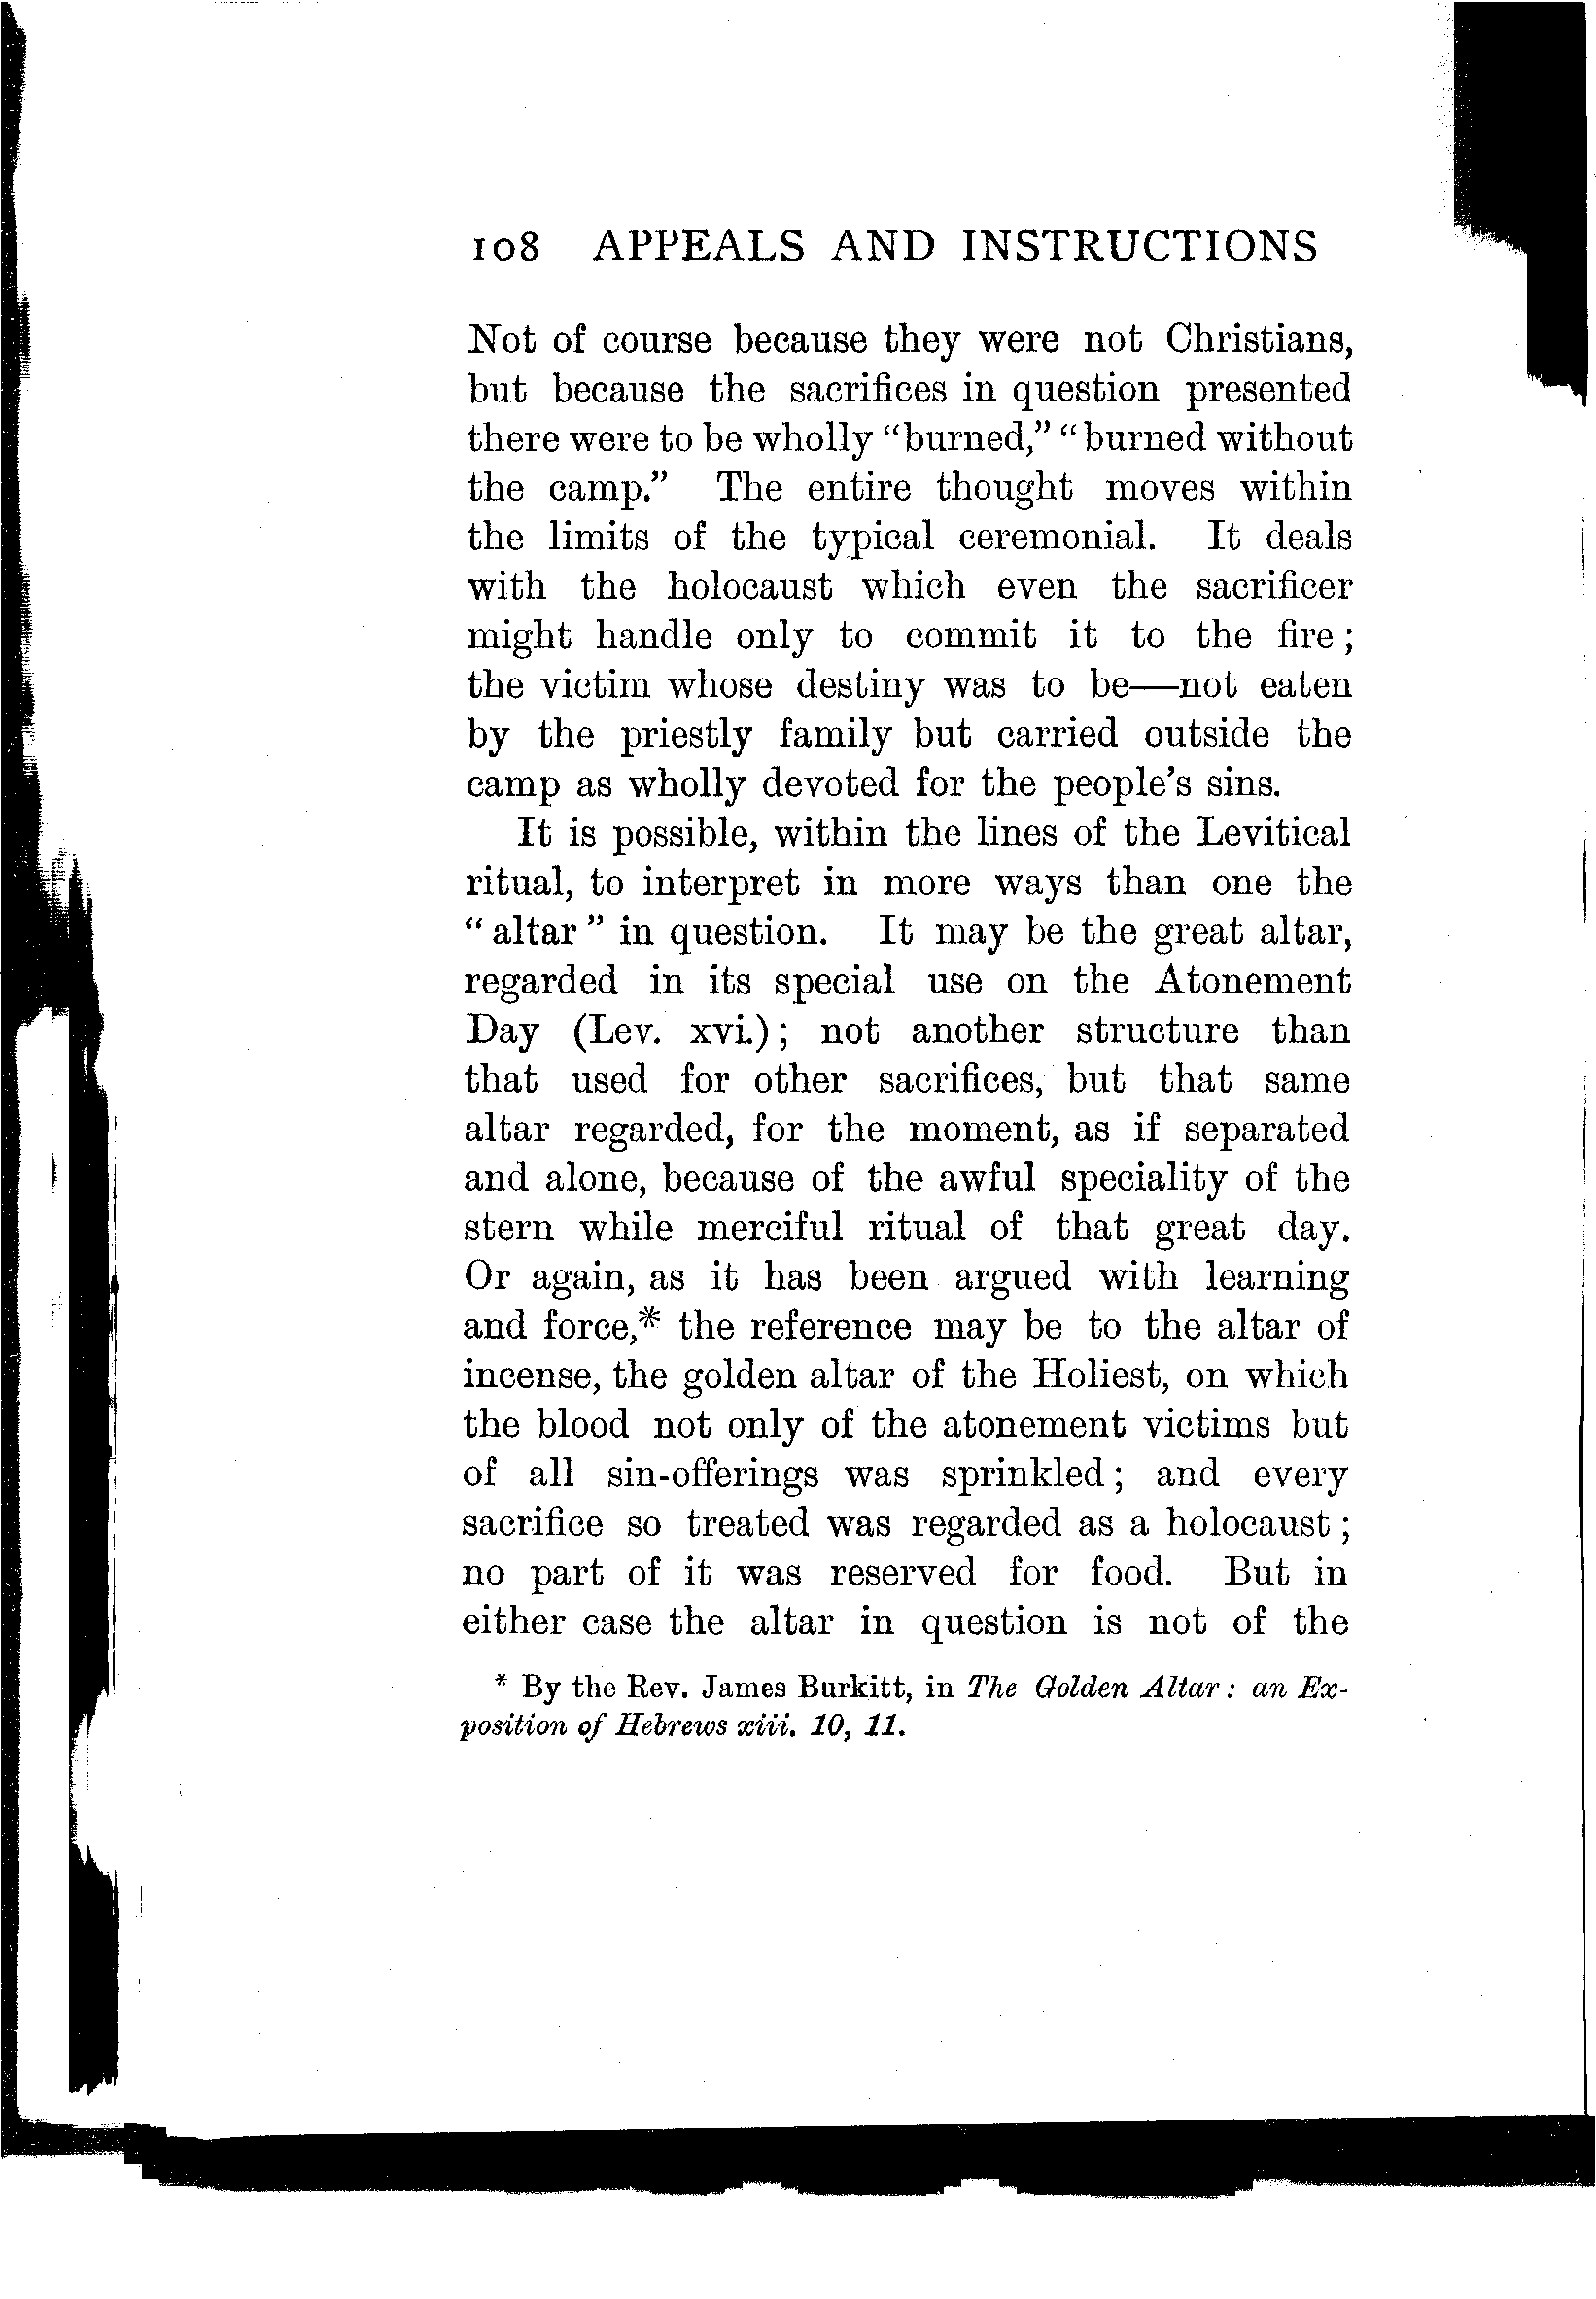 108 APPEALS AND INSTRUCTIONS
Not of course because they were not Christians,
but because the sacrifices in question presented
there were to be wholly “burned,” “burned without
the camp.” The entire thought moves within
the limits of the typical ceremonial. It deals
with the holocaust which even the sacrificer
might handle only to commit it to the fire;
the victim whose destiny was to be—not eaten
by the priestly family but carried outside the
camp as wholly devoted for the people's sins.
It is possible, within the lines of the Levitical
ritual, to interpret in more ways than one the
“altar” in question. It may be the great altar,
regarded in its special use on the Atonement
Day (Lev. xvi.); not another structure than
that used for other sacrifices, but that same
altar regarded, for the moment, as if separated
and alone, because of the awful speciality of the
stern while merciful ritual of that great day.
Or again, as it has been argued with learning
and force,* the reference may be to the altar of
incense, the golden altar of the Holiest, on which
the blood not only of the atonement victims but
of all sin-offerings was sprinkled; and every
sacrifice so treated was regarded as a holocaust;
no part of it was reserved for food. But in
either case the altar in question is not of the
* By the Rev. James Burkitt, in The Golden Altar: an Ex-
position of Hebrews xiii. 10, 11.